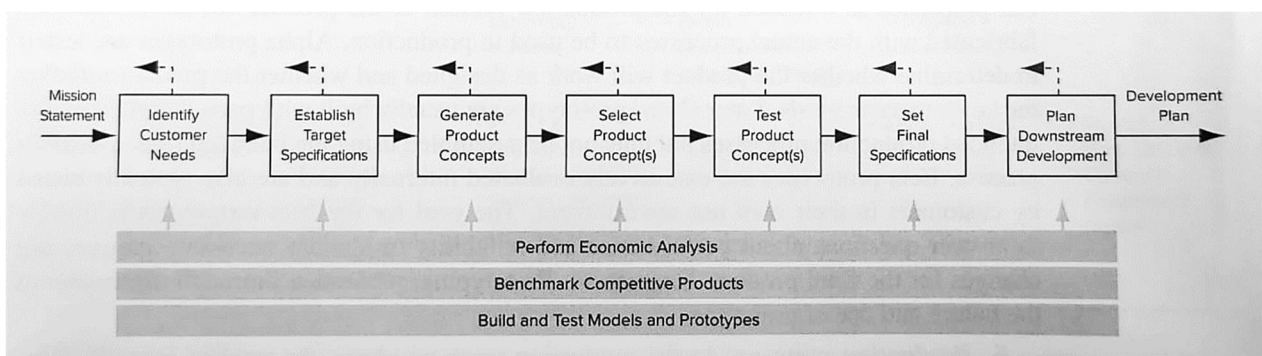 Mission
Statement
Identify
Customer
Needs
Establish
Target
Specifications
Generate
Product
Concepts
Select
Product
Concept(s)
Test
Product
Concept(s)
Set
Final
Specifications
Plan
Downstream
Development
Development
Plan
Perform Economic Analysis
Benchmark Competitive Products
Build and Test Models and Prototypes